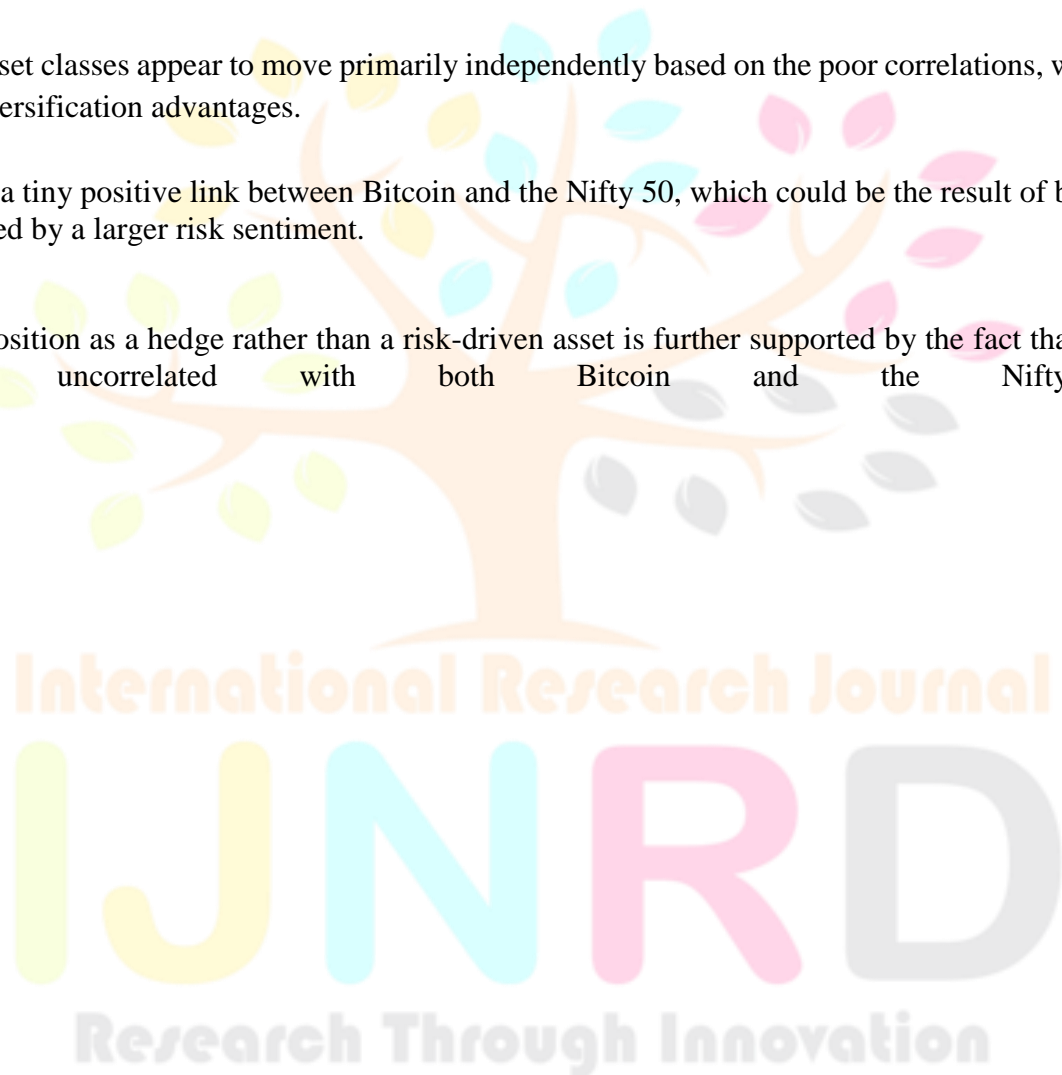 set classes appear to move primarily independently based on the poor correlations, w
ersification advantages.
a tiny positive link between Bitcoin and the Nifty 50, which could be the result of b
ed by a larger risk sentiment.
osition as a hedge rather than a risk-driven asset is further supported by the fact tha
uncorrelated with both Bitcoin and the Nifty
International Research Journal
IJNRD
Research Through Innovation